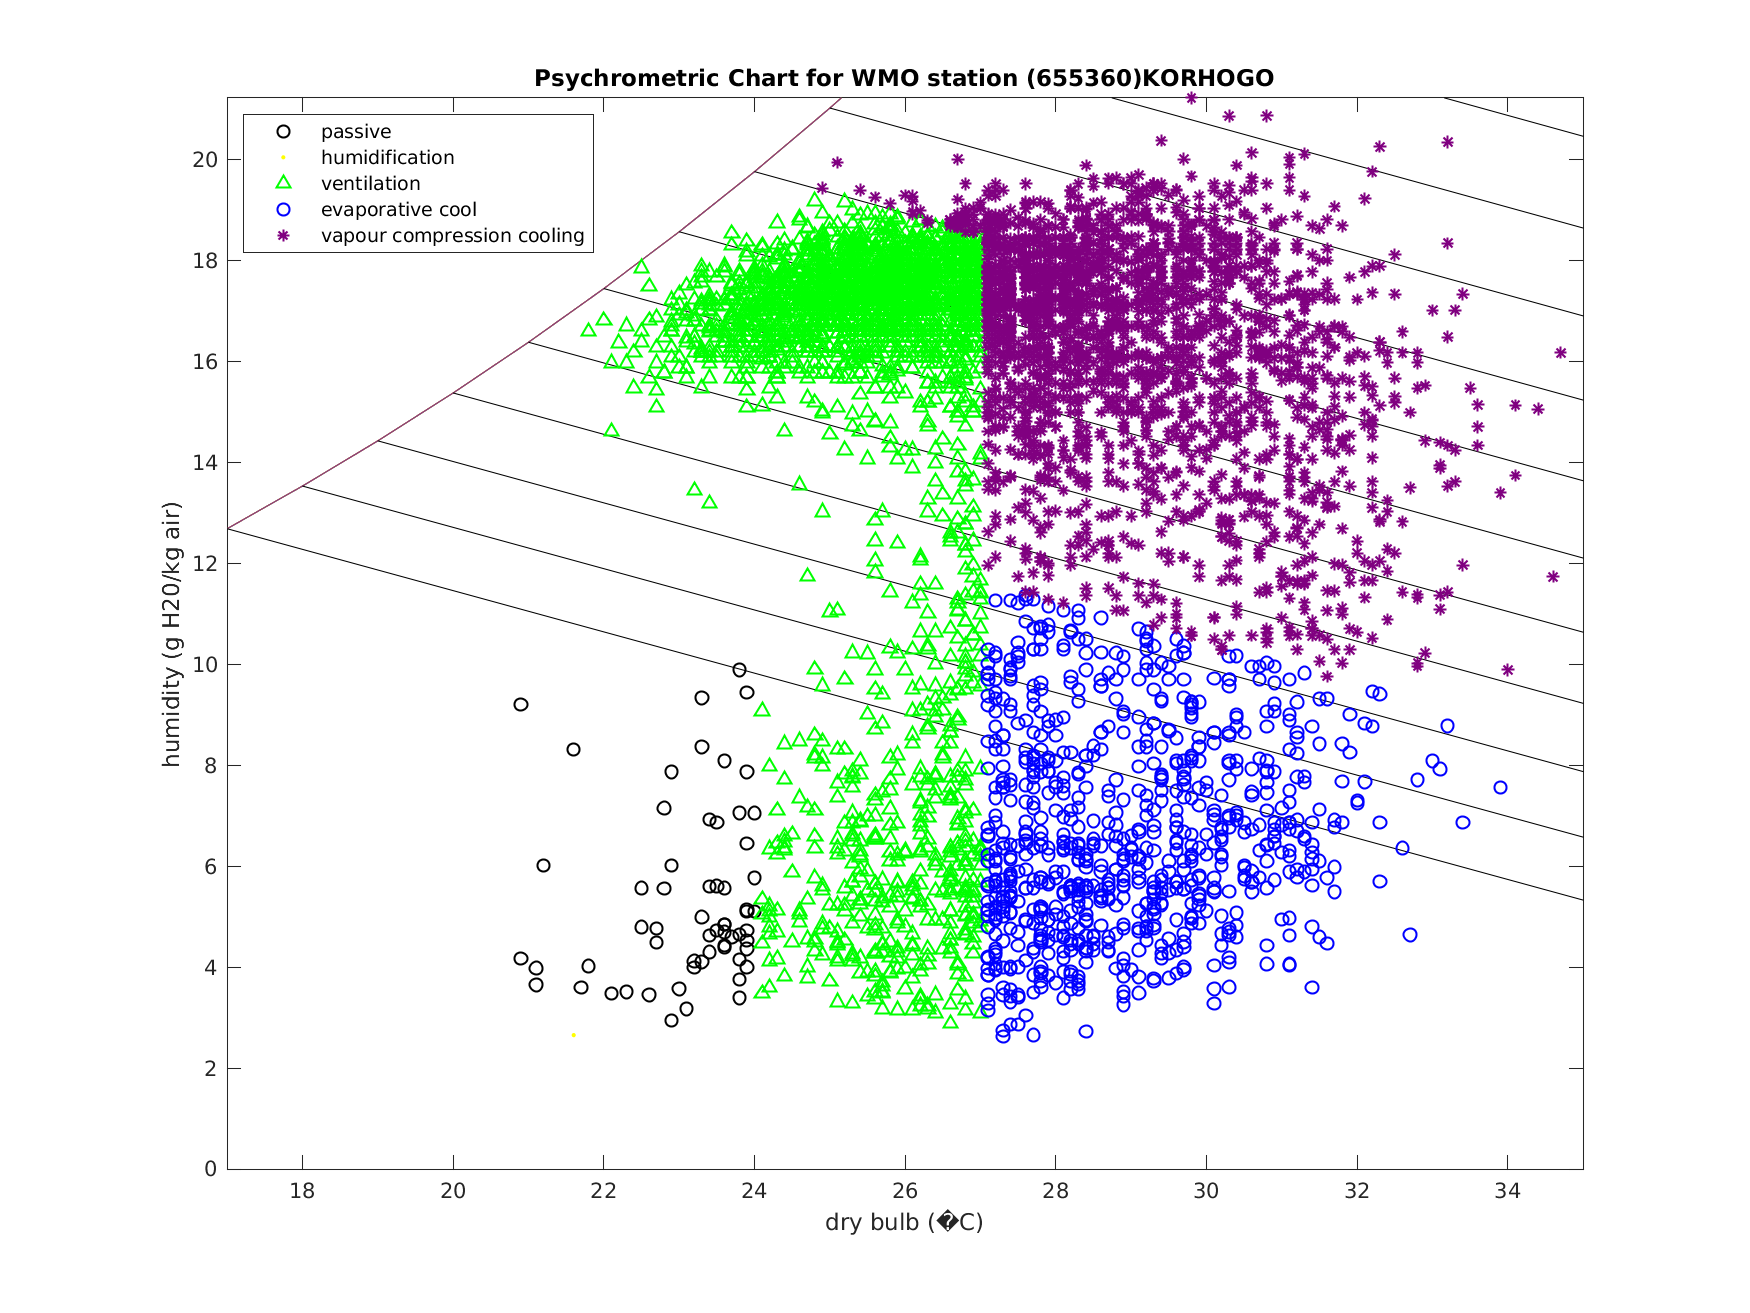 Psychrometric Chart for WMO station (655360)KORHOGO
passive
humidification
ventilation
evaporative cool
vapour compression cooling
humidity (g H20/kg air)
20
18
16
14
12
10
8
6
4
2
0
18 20 22 24 26 28 30 32 34
dry bulb (�C)